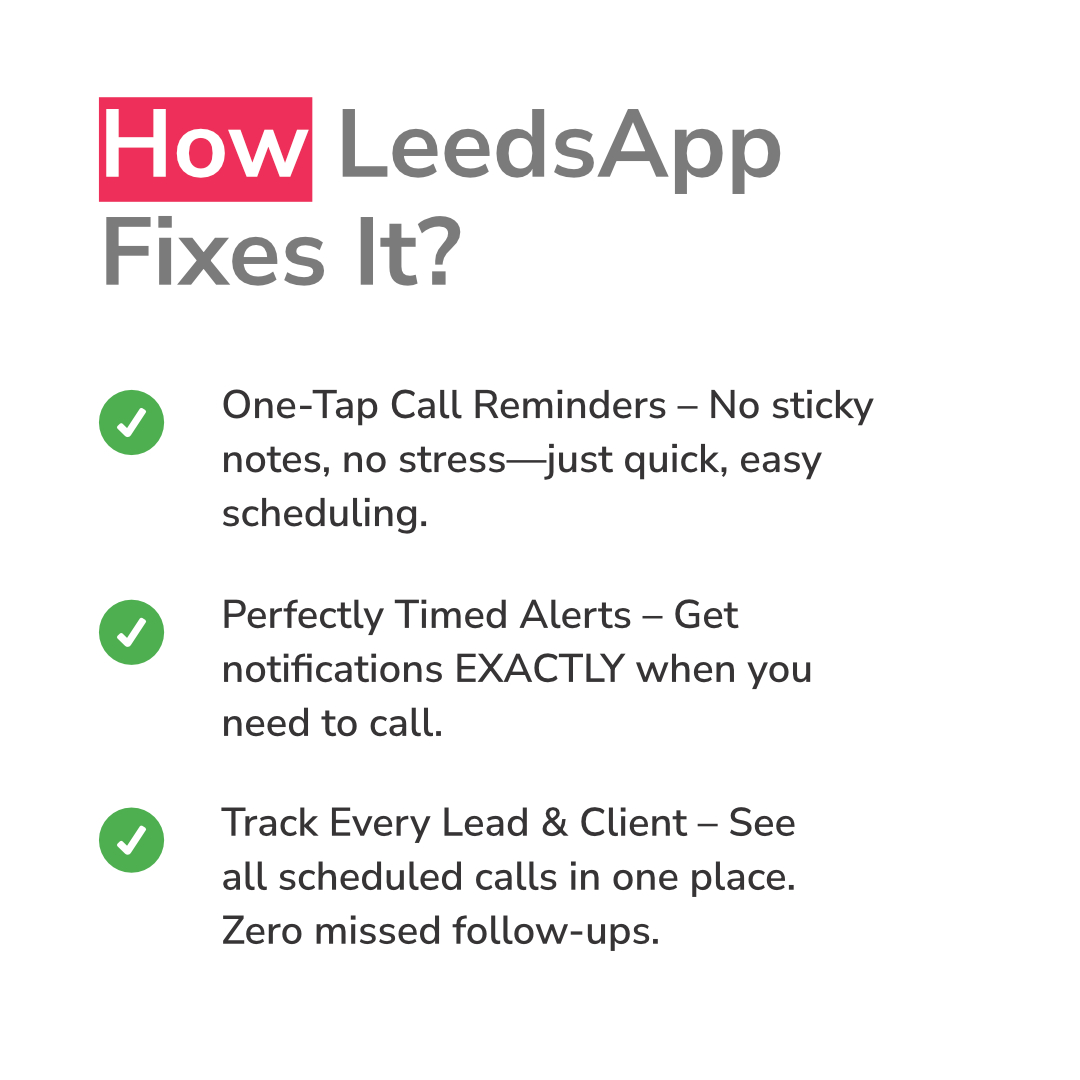 How LeedsApp
Fixes It?
One-Tap Call Reminders – No sticky
notes, no stress—just quick, easy
scheduling.
Perfectly Timed Alerts – Get
notifications EXACTLY when you
need to call.
Track Every Lead & Client – See
all scheduled calls in one place.
Zero missed follow-ups.